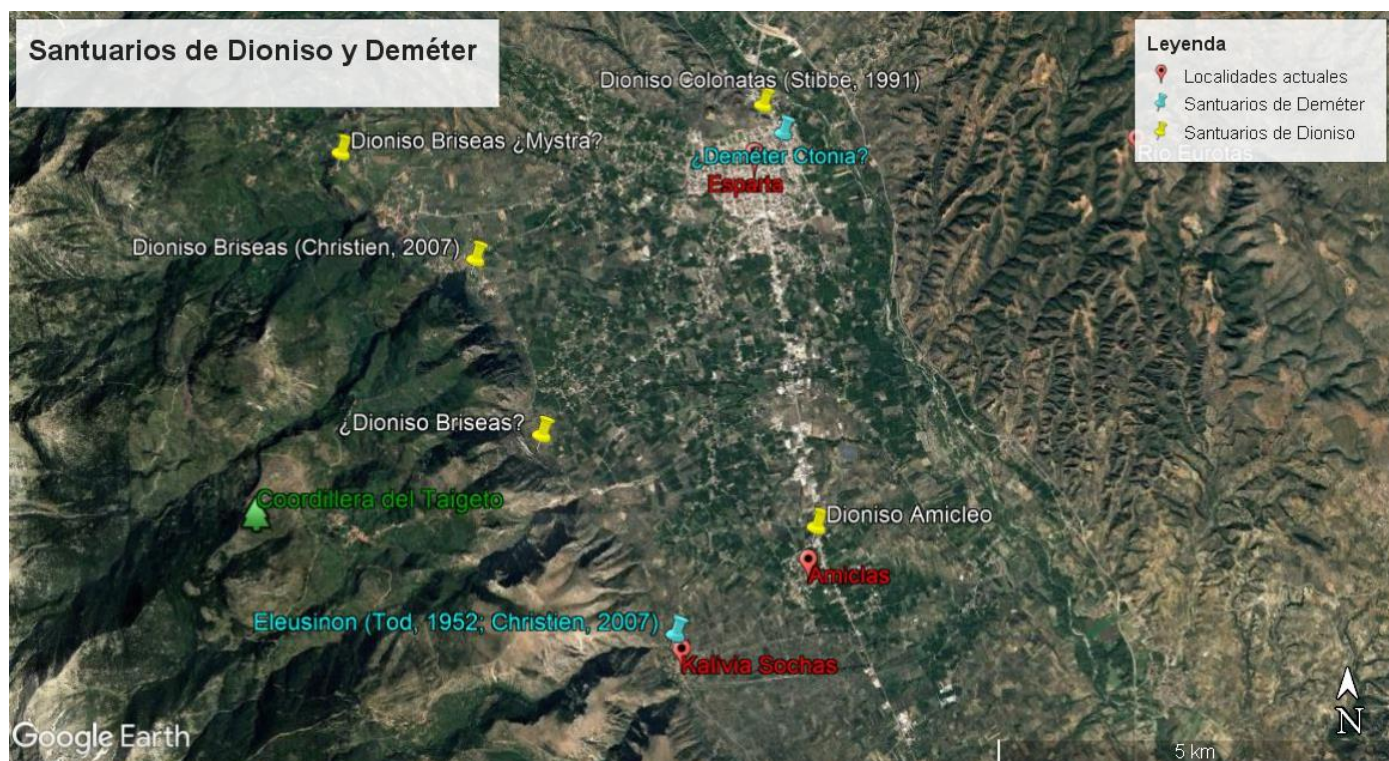 Santuarios de Dioniso y Deméter
Leyenda
Localidades actuales
Santuarios de Deméter
Santuarios de Dioniso
Río Eurotas
Dioniso Colonatas (Stibbe, 1991)
Dioniso Briseas ¿Mystra?
¿Deméter Ctonia?
Esparta
Dioniso Briseas (Christien, 2007)
¿Dioniso Briseas?
Coordillera del Taigeto
Dioniso Amicleo
Amiclas
Eleusinon (Tod, 1952; Christien, 2007)
Kalivia Sochas
N
Google Earth
5 km